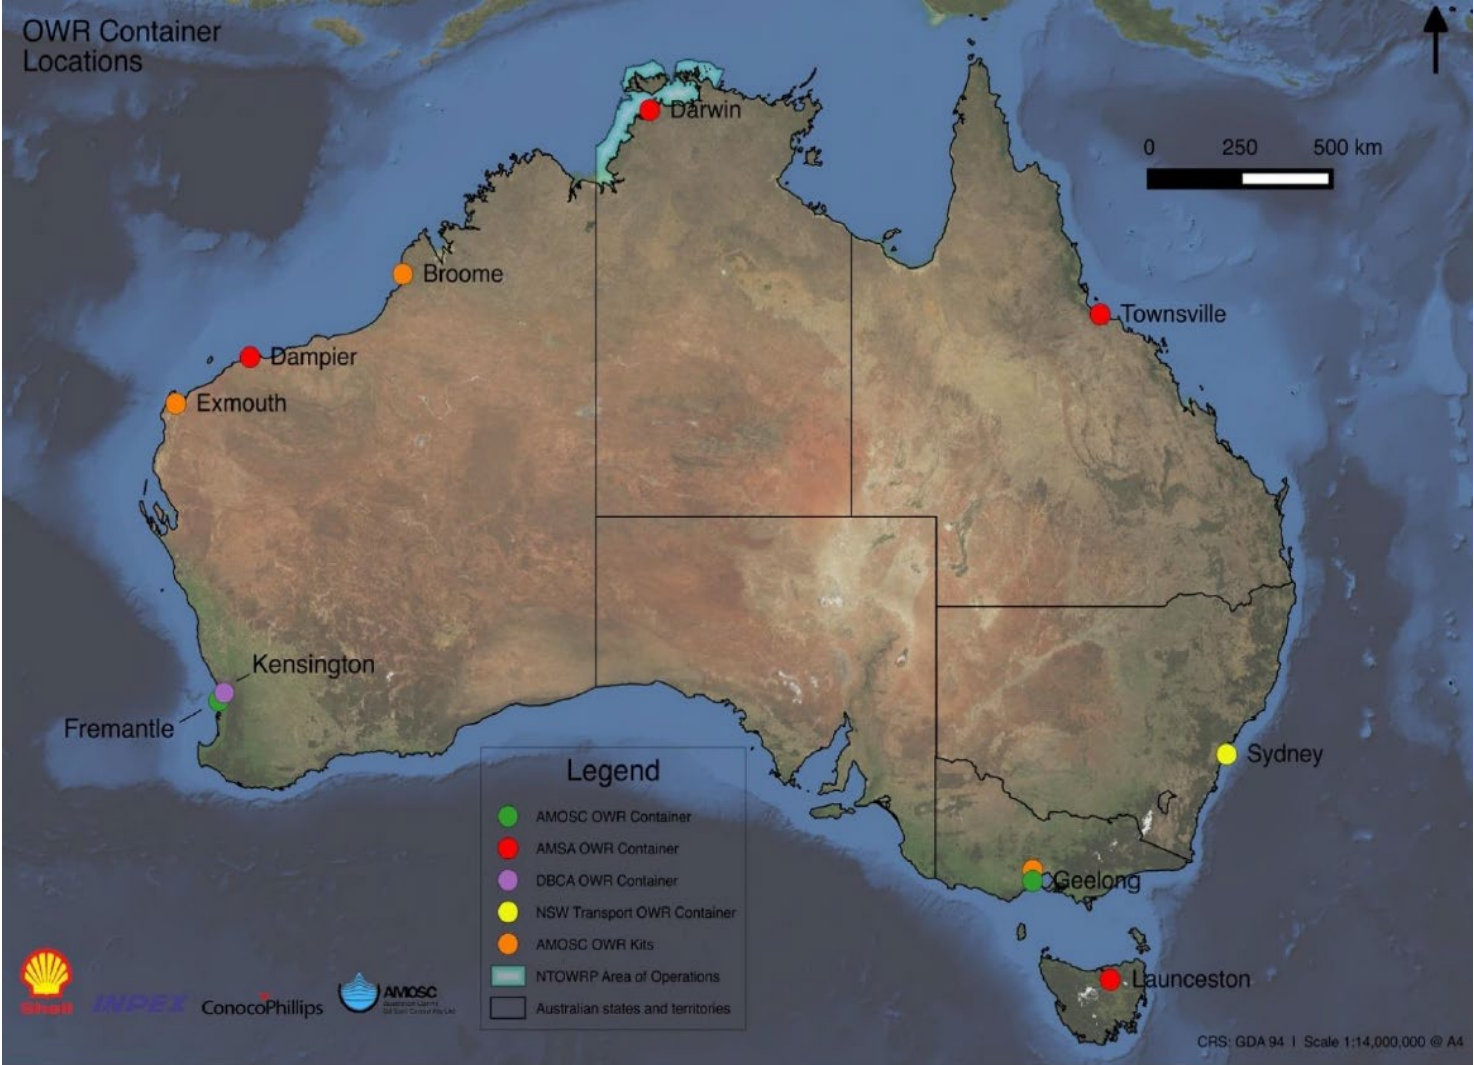 OWR Container
Locations
Darwin
0 250 500 km
Broome
Townsville
Dampier
Exmouth
Kensington
Fremantle
Sydney
Geelong
Launceston
Legend
AMOSC OWR Container
AMSA OWR Container
DBCA OWR Container
NSW Transport OWR Container
AMOSC OWR Kits
NTOWRP Area of Operations
Australian states and territories
Shell
INPEX
ConocoPhillips
AMOSC
CRS: GDA 94 I Scale 1:14,000,000 @ A4